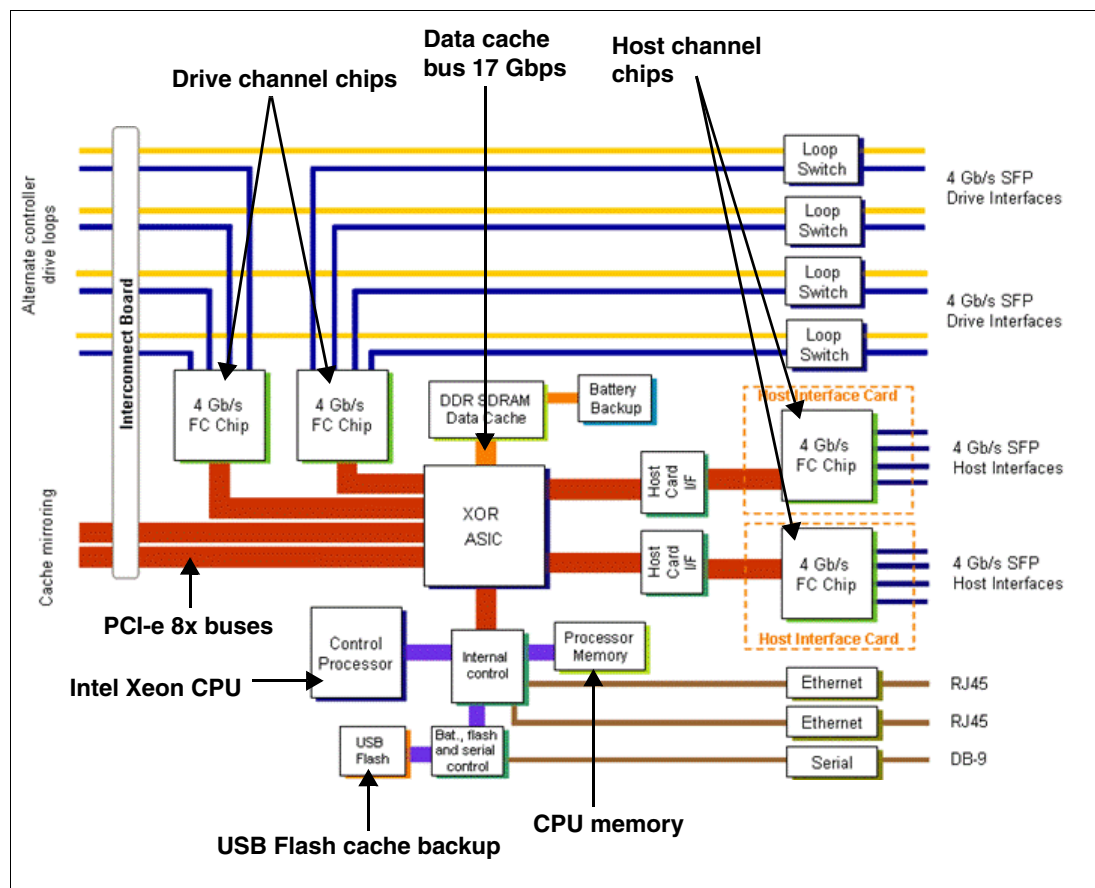 Data cache
bus 17 Gbps
Host channel
chips
Drive channel chips
Alternate controller
drive loops
Interconnect Board
Loop
Switch
4 Gb/s SFP
Drive Interfaces
Loop
Switch
Loop
Switch
4 Gb/s SFP
Drive Interfaces
Loop
Switch
4 Gb/s
FC Chip
4 Gb/s
FC Chip
DDR SDRAM
Data Cache
Battery
Backup
Host Interface Card
4 Gb/s
FC Chip
4 Gb/s SFP
Host Interfaces
Host
Card
I/F
XOR
ASIC
Cache mirroring
Host
Card
I/F
4 Gb/s
FC Chip
4 Gb/s SFP
Host Interfaces
Host Interface Card
PCI-e 8x buses
Control
Processor
Internal
control
Processor
Memory
Intel Xeon CPU
Ethernet
RJ45
Ethernet
RJ45
USB
Flash
Bat., flash
and serial
control
Serial
DB-9
CPU memory
USB Flash cache backup